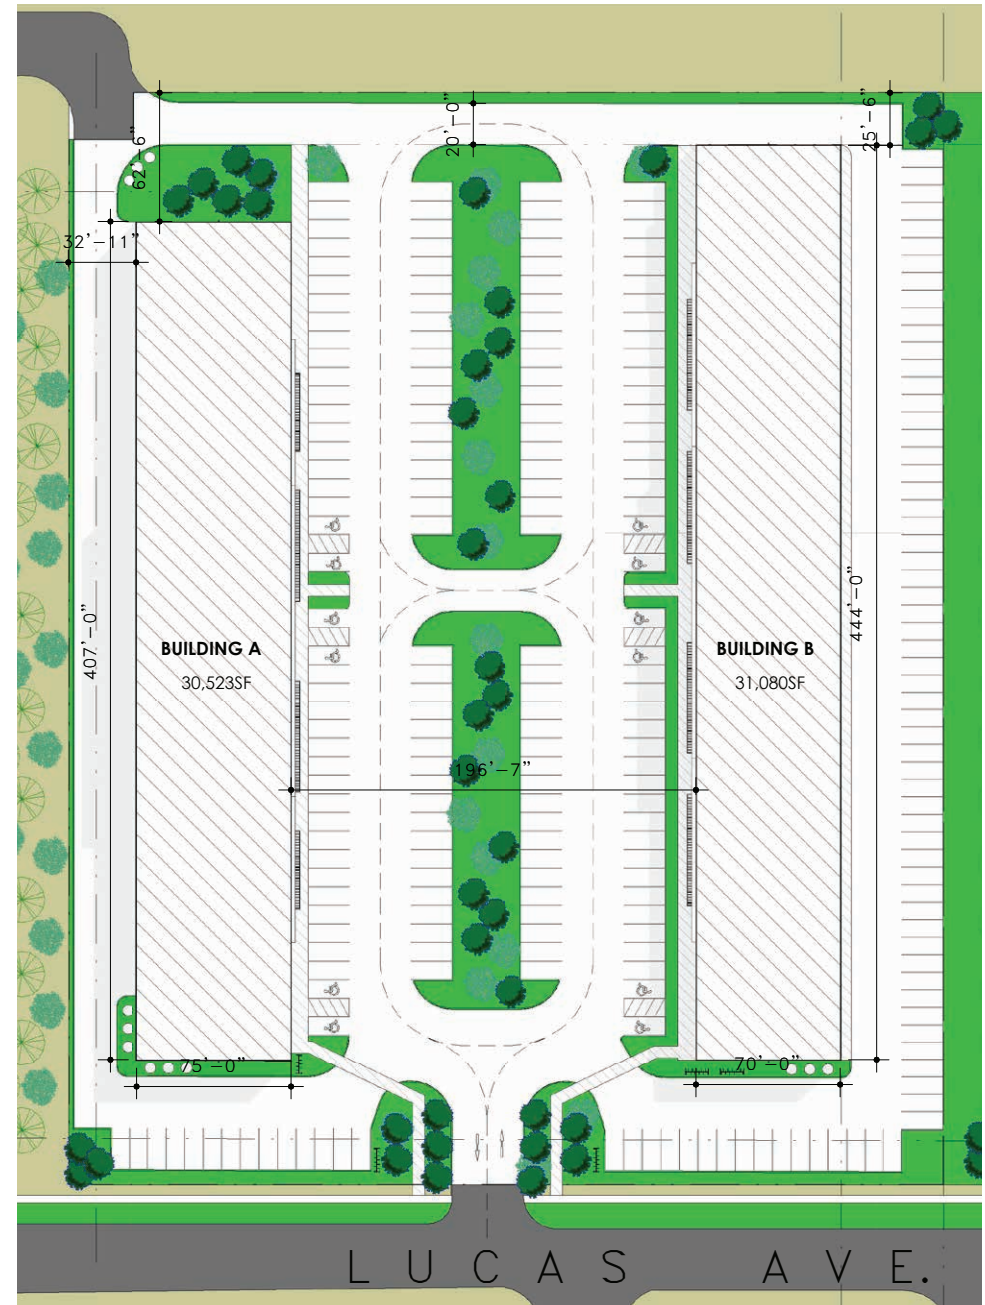 20'-0"
25'-6"
62'-6"
32'-11"
407'-0"
444'-0"
BUILDING A
30,523SF
BUILDING B
31,080SF
196'-7"
75'-0"
70'-0"
LUCAS AVE.